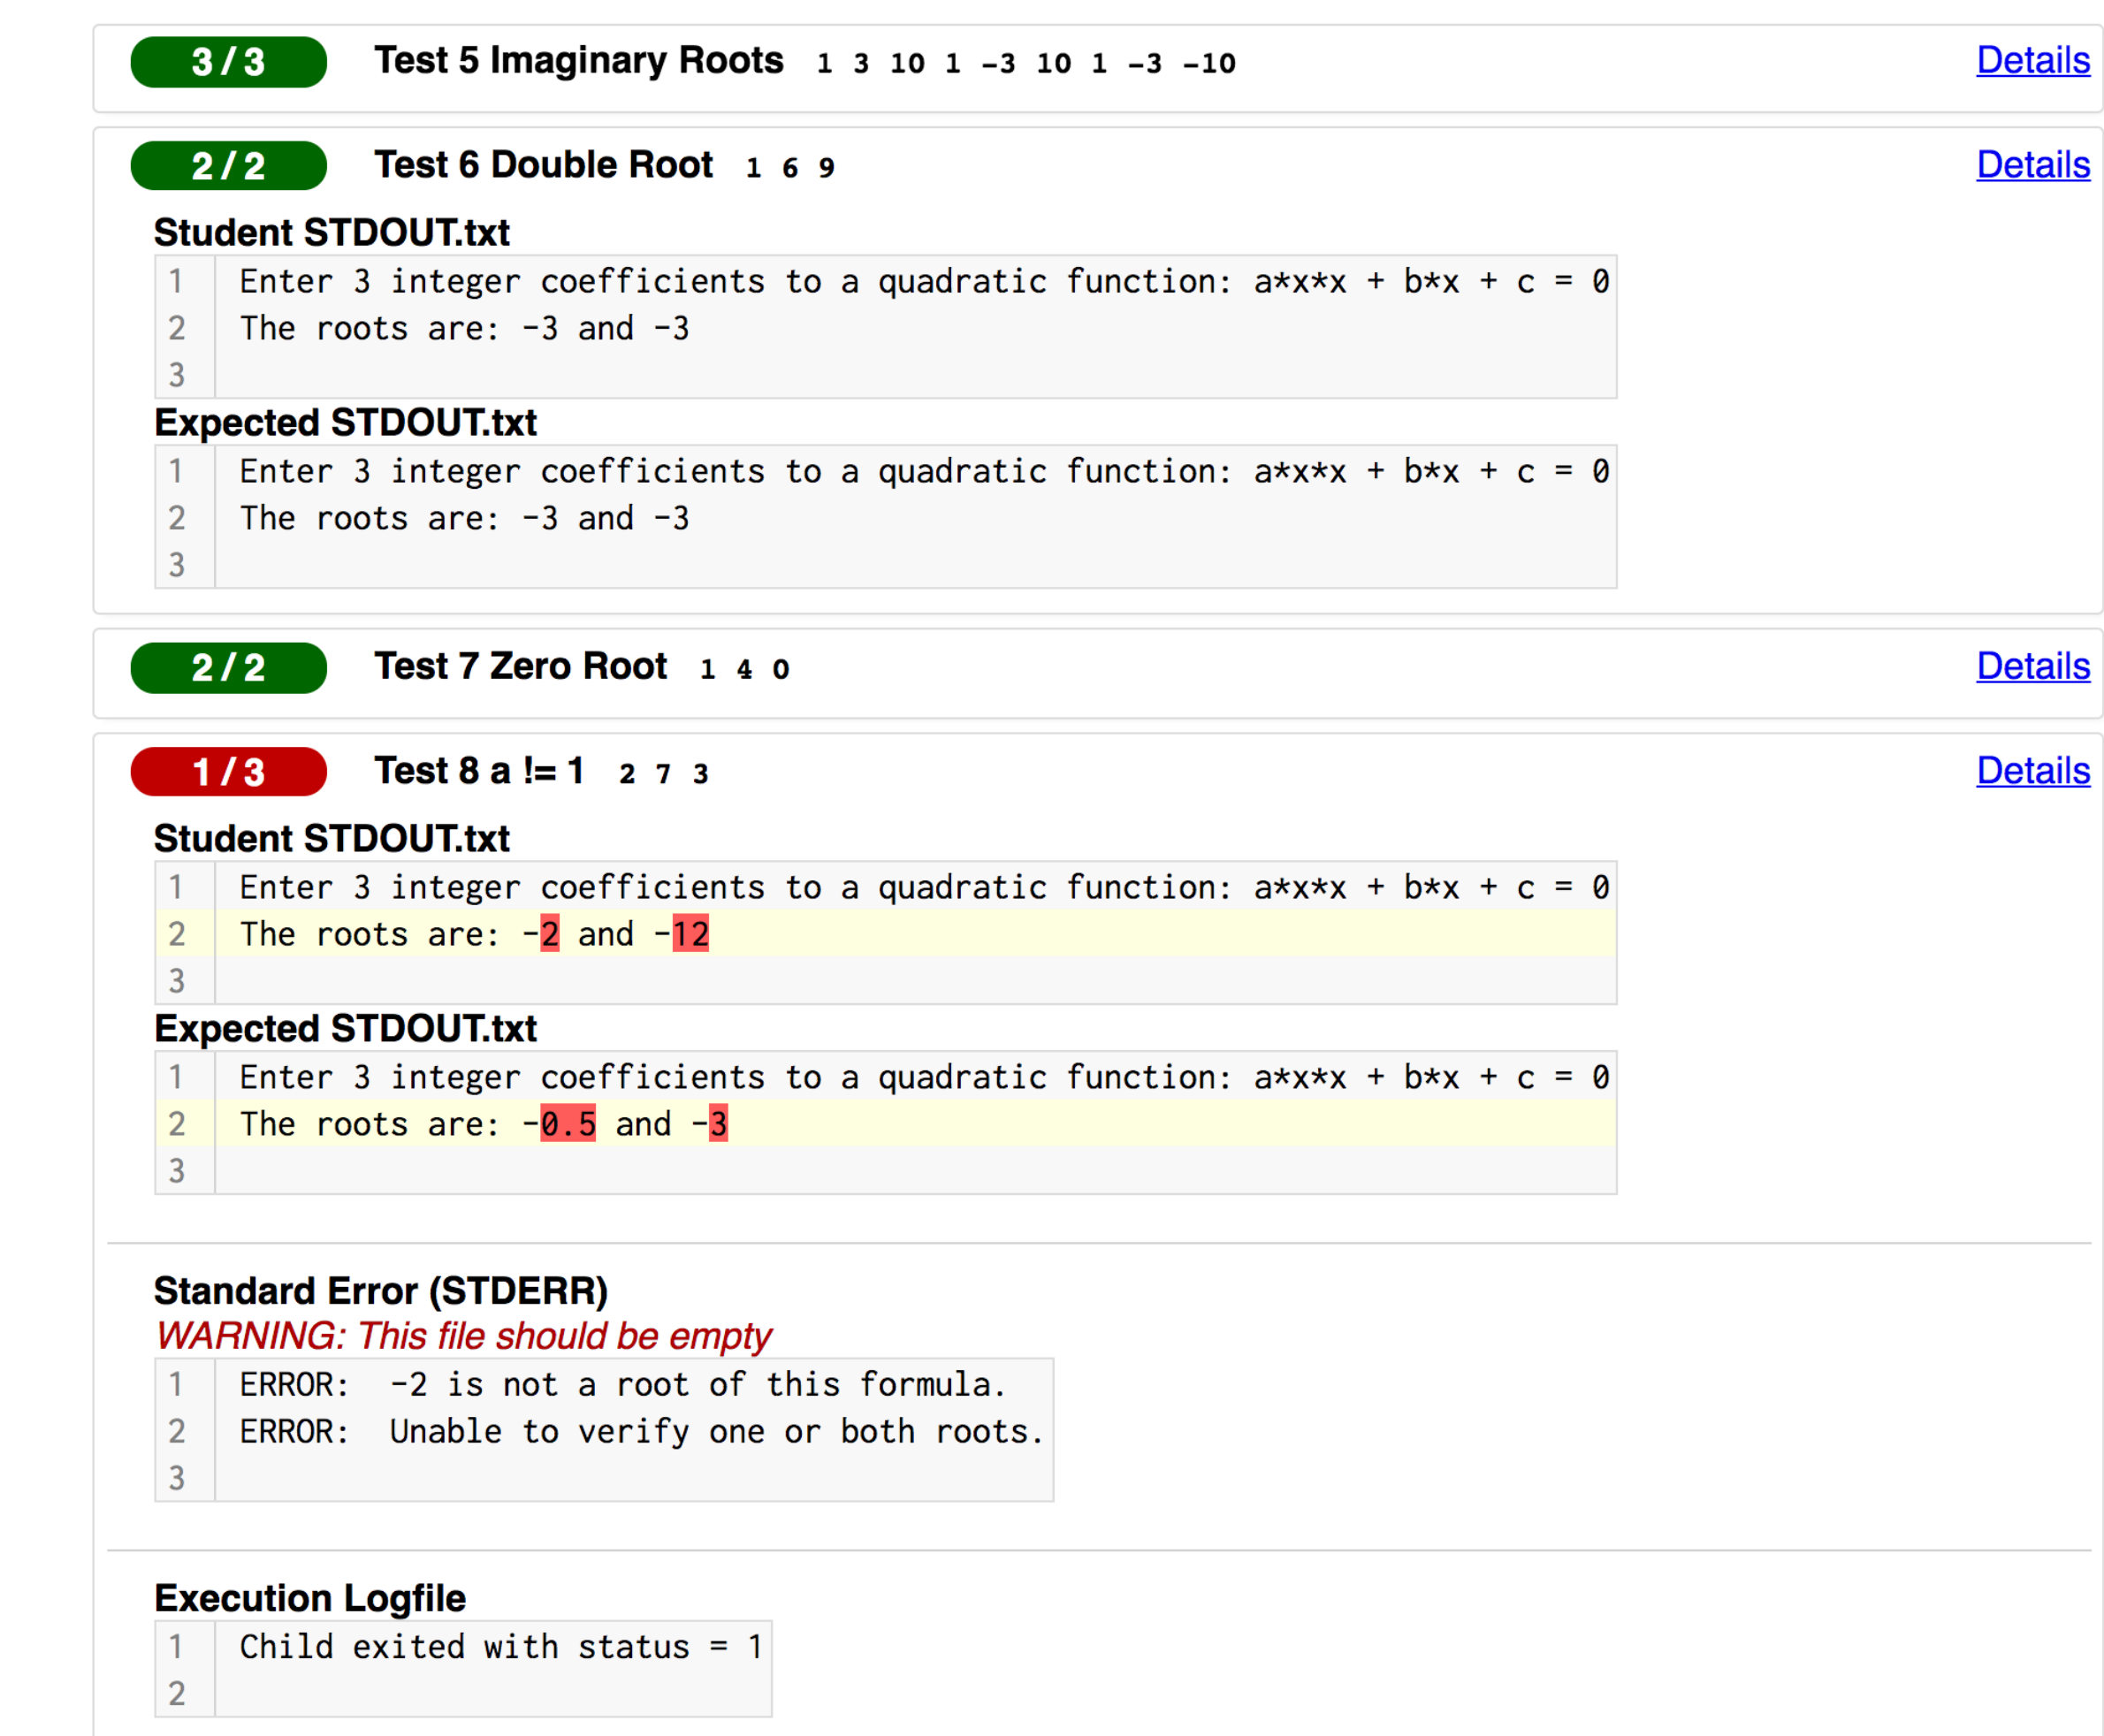 3 / 3 Test 5 Imaginary Roots 1 3 10 1 -3 10 1 -3 -10 Details
2 / 2 Test 6 Double Root 1 6 9 Details
Student STDOUT.txt
1 Enter 3 integer coefficients to a quadratic function: a*x*x + b*x + c = 0
2 The roots are: -3 and -3
3
Expected STDOUT.txt
1 Enter 3 integer coefficients to a quadratic function: a*x*x + b*x + c = 0
2 The roots are: -3 and -3
3
2 / 2 Test 7 Zero Root 1 4 0 Details
1 / 3 Test 8 a != 1 2 7 3 Details
Student STDOUT.txt
1 Enter 3 integer coefficients to a quadratic function: a*x*x + b*x + c = 0
2 The roots are: -2 and -12
3
Expected STDOUT.txt
1 Enter 3 integer coefficients to a quadratic function: a*x*x + b*x + c = 0
2 The roots are: -0.5 and -3
3
Standard Error (STDERR)
WARNING: This file should be empty
1 ERROR:  -2 is not a root of this formula.
2 ERROR:  Unable to verify one or both roots.
3
Execution Logfile
1 Child exited with status = 1
2